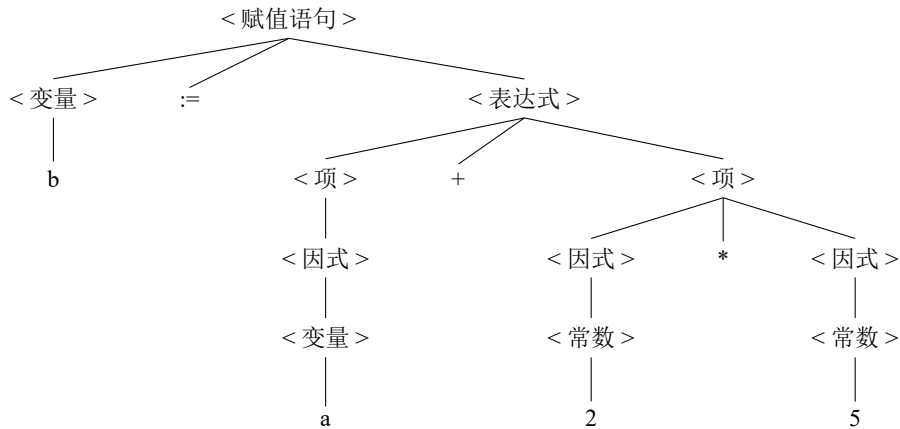 <赋值语句>
<变量> := <表达式>
b <项> + <项>
<因式> <因式> * <因式>
<变量> <常数> <常数>
a 2 5